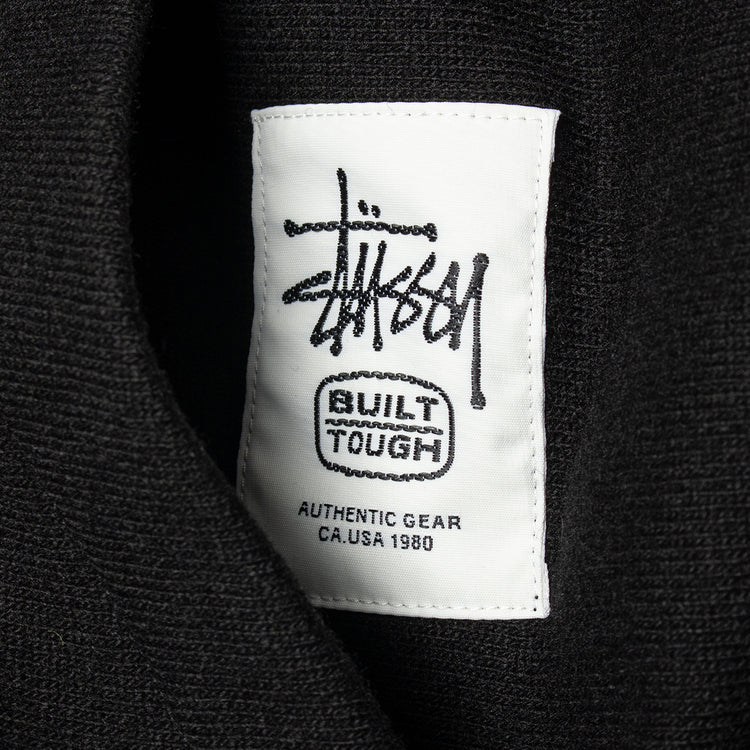 Stüssy
BUILT
TOUGH
AUTHENTIC GEAR
CA.USA 1980